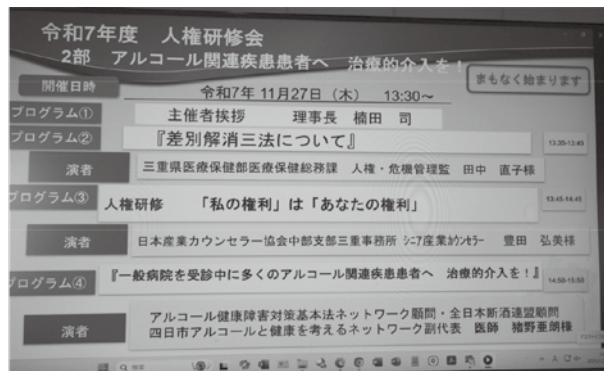 令和7年度　人権研修会
2部　アルコール関連疾患患者へ　治療的介入を！
まもなく始まります
開催日時
令和7年 11月27日（木）　13:30～
プログラム①
主催者挨拶　理事長　楠田　司
プログラム②
『差別解消三法について』
13:35-13:45
演者
三重県医療保健部医療保健総務課　人権・危機管理監　田中　直子様
プログラム③
人権研修　「私の権利」は「あなたの権利」
13:45-14:45
演者
日本産業カウンセラー協会中部支部三重事務所 シニア産業カウンセラー　豊田　弘美様
プログラム④
『一般病院を受診中に多くのアルコール関連疾患患者へ　治療的介入を！』
14:50-15:50
演者
アルコール健康障害対策基本法ネットワーク顧問・全日本断酒連盟顧問
四日市アルコールと健康を考えるネットワーク副代表　医師　猪野亜朗様